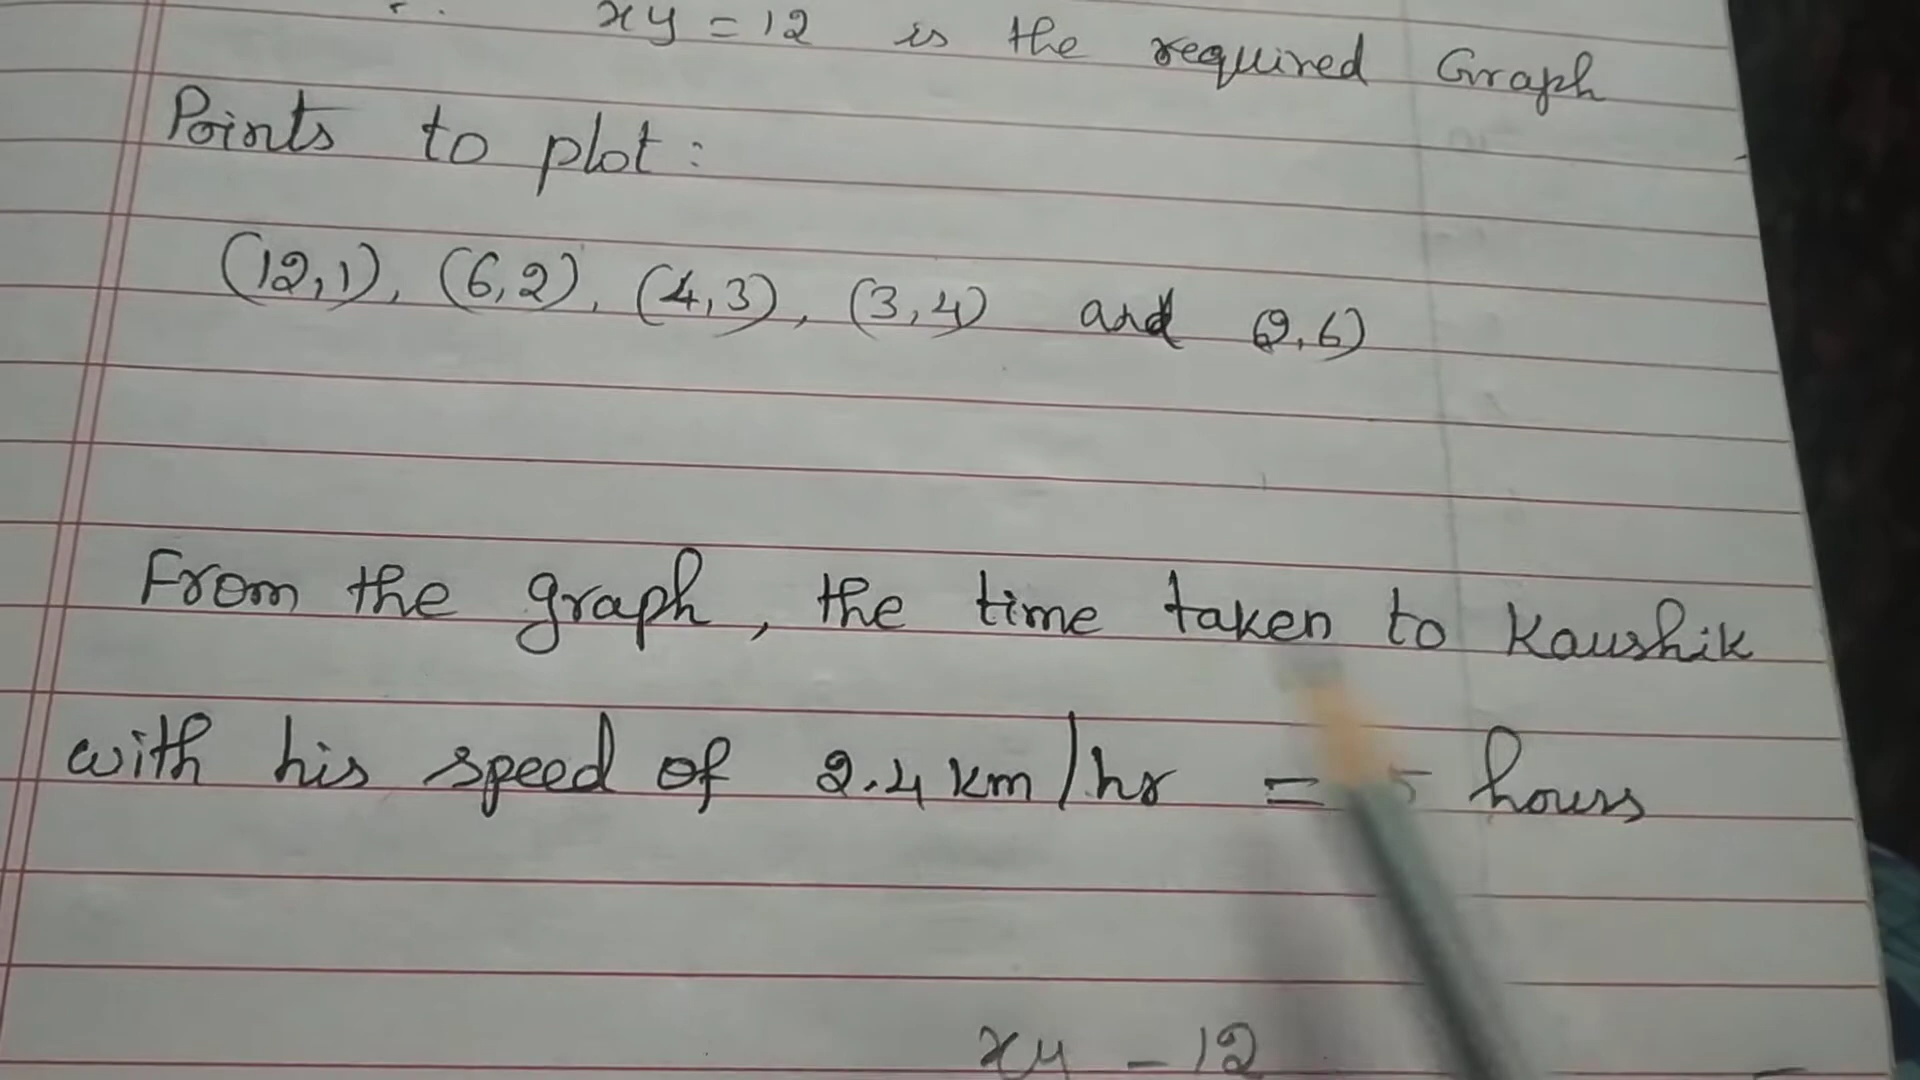 xy = 12 is the required Graph
Points to plot:
(12,1), (6,2), (4,3), (3,4) and (2,6)
From the graph, the time taken to Kaushik
with his speed of 2.4 km/hr = 5 hours
xy = 12